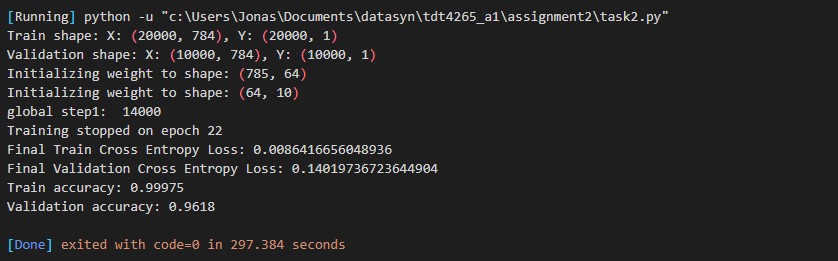 [Running] python -u "c:\Users\Jonas\Documents\datasyn\tdt4265_a1\assignment2\task2.py"
Train shape: X: (20000, 784), Y: (20000, 1)
Validation shape: X: (10000, 784), Y: (10000, 1)
Initializing weight to shape: (785, 64)
Initializing weight to shape: (64, 10)
global step1:  14000
Training stopped on epoch 22
Final Train Cross Entropy Loss: 0.0086416656048936
Final Validation Cross Entropy Loss: 0.14019736723644904
Train accuracy: 0.99975
Validation accuracy: 0.9618
[Done] exited with code=0 in 297.384 seconds